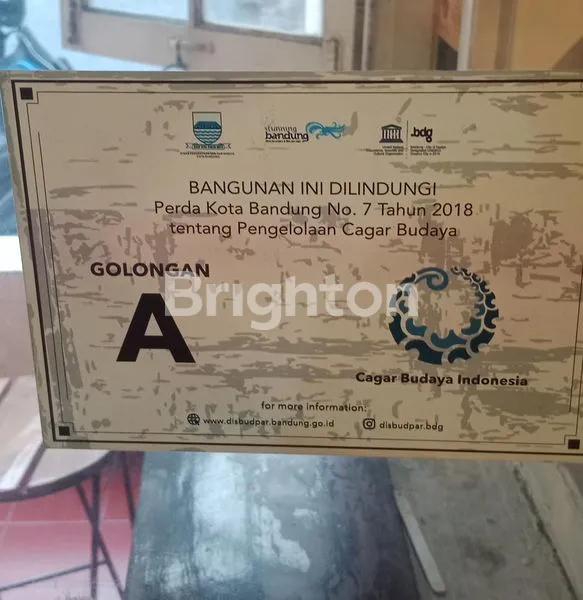 stunning
bandung
.bdg
BANGUNAN INI DILINDUNGI
Perda Kota Bandung No. 7 Tahun 2018
tentang Pengelolaan Cagar Budaya
GOLONGAN
A
Brighton
Cagar Budaya Indonesia
for more information:
www.disbudpar.bandung.go.id
disbudpar.bdg